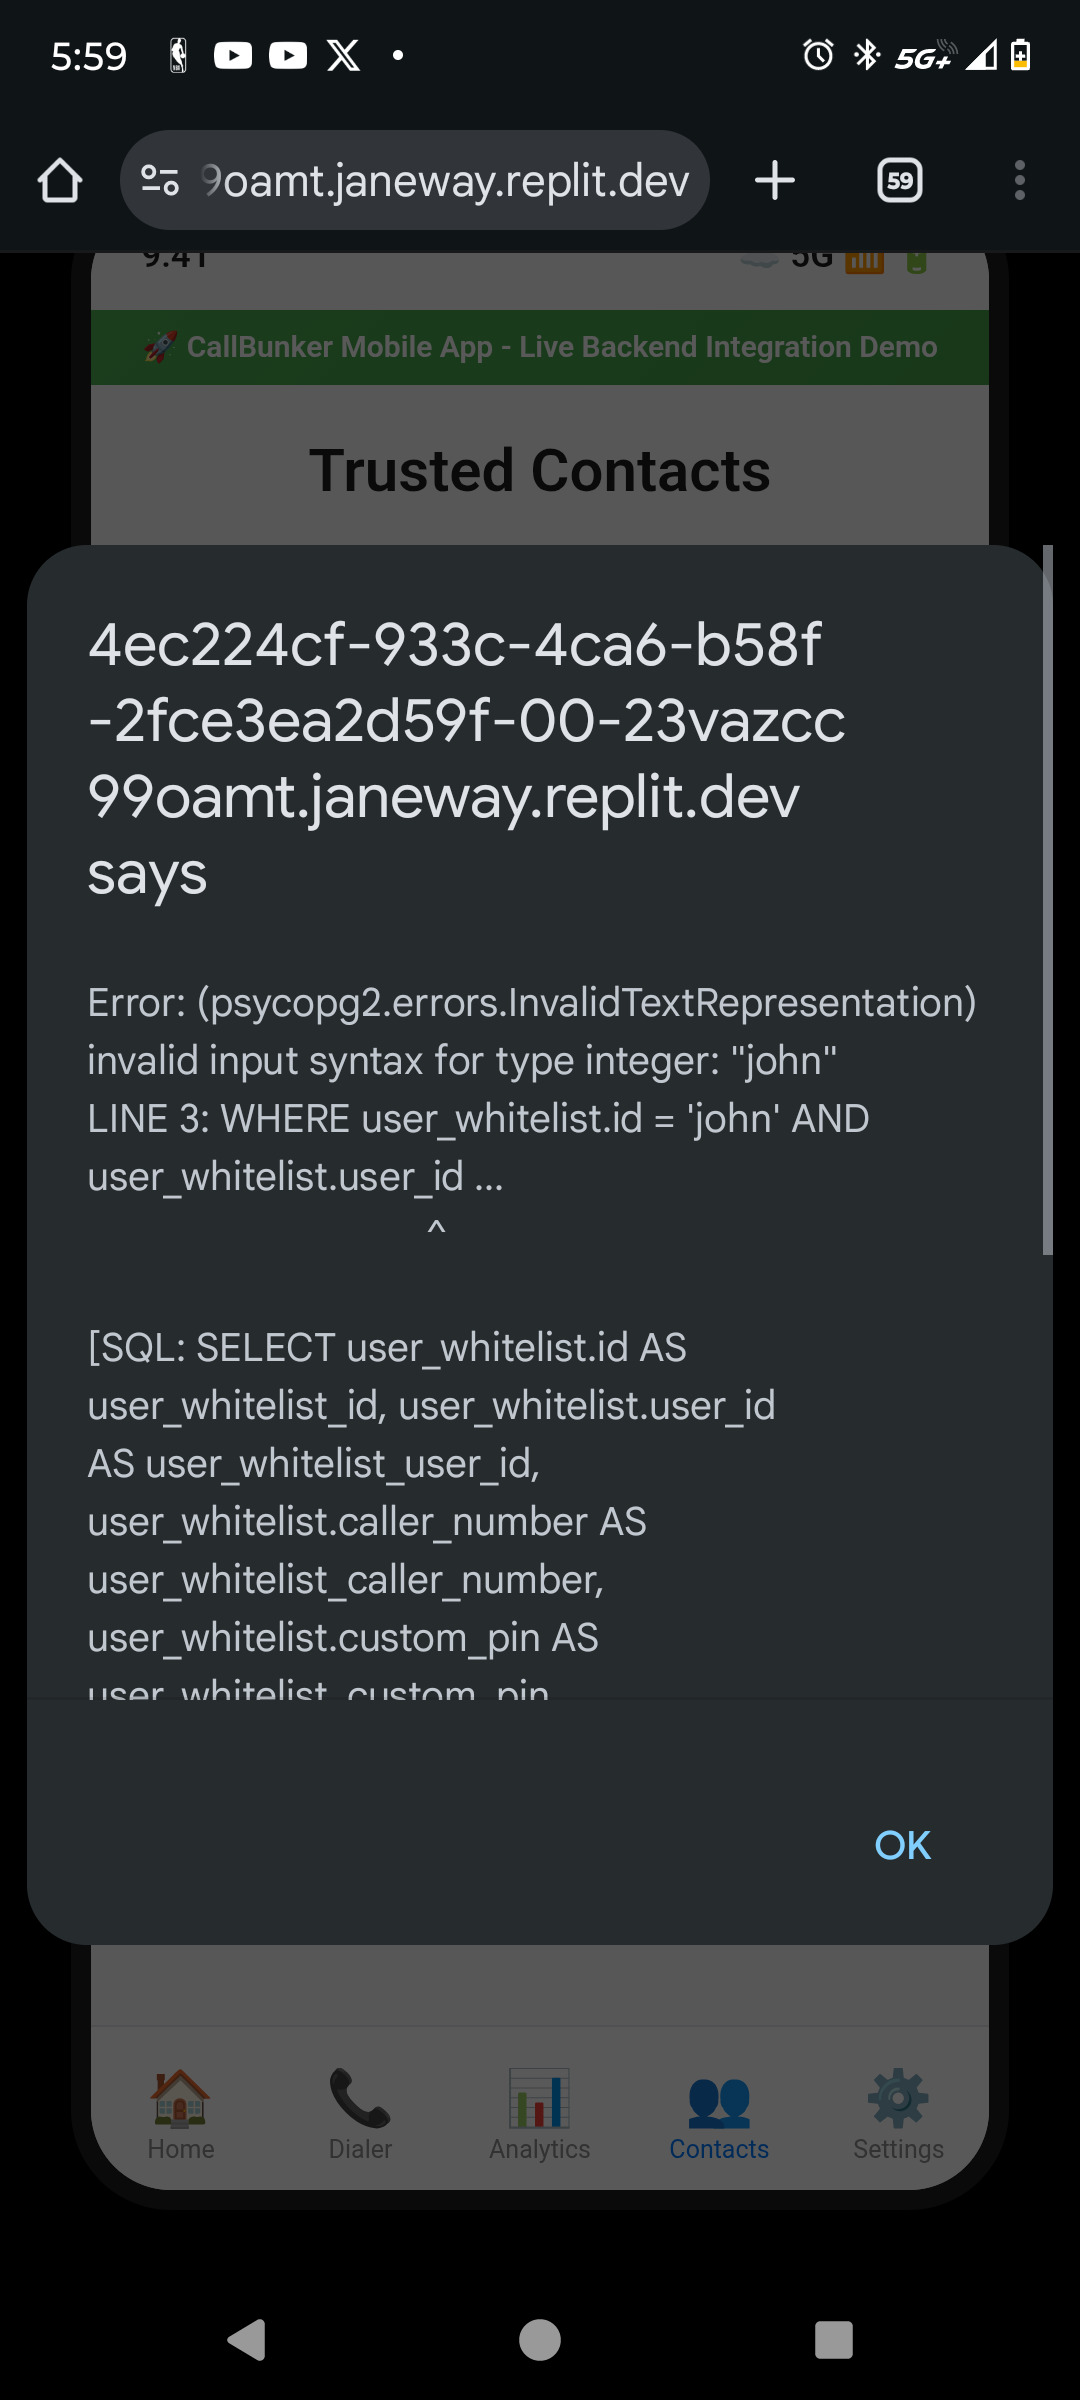 5:59
5G+
9oamt.janeway.replit.dev
59
9:41
5G
🚀 CallBunker Mobile App - Live Backend Integration Demo
Trusted Contacts
4ec224cf-933c-4ca6-b58f
-2fce3ea2d59f-00-23vazcc
99oamt.janeway.replit.dev
says
Error: (psycopg2.errors.InvalidTextRepresentation)
invalid input syntax for type integer: "john"
LINE 3: WHERE user_whitelist.id = 'john' AND
user_whitelist.user_id ...
^
[SQL: SELECT user_whitelist.id AS
user_whitelist_id, user_whitelist.user_id
AS user_whitelist_user_id,
user_whitelist.caller_number AS
user_whitelist_caller_number,
user_whitelist.custom_pin AS
user_whitelist_custom_pin
OK
Home Dialer Analytics Contacts Settings